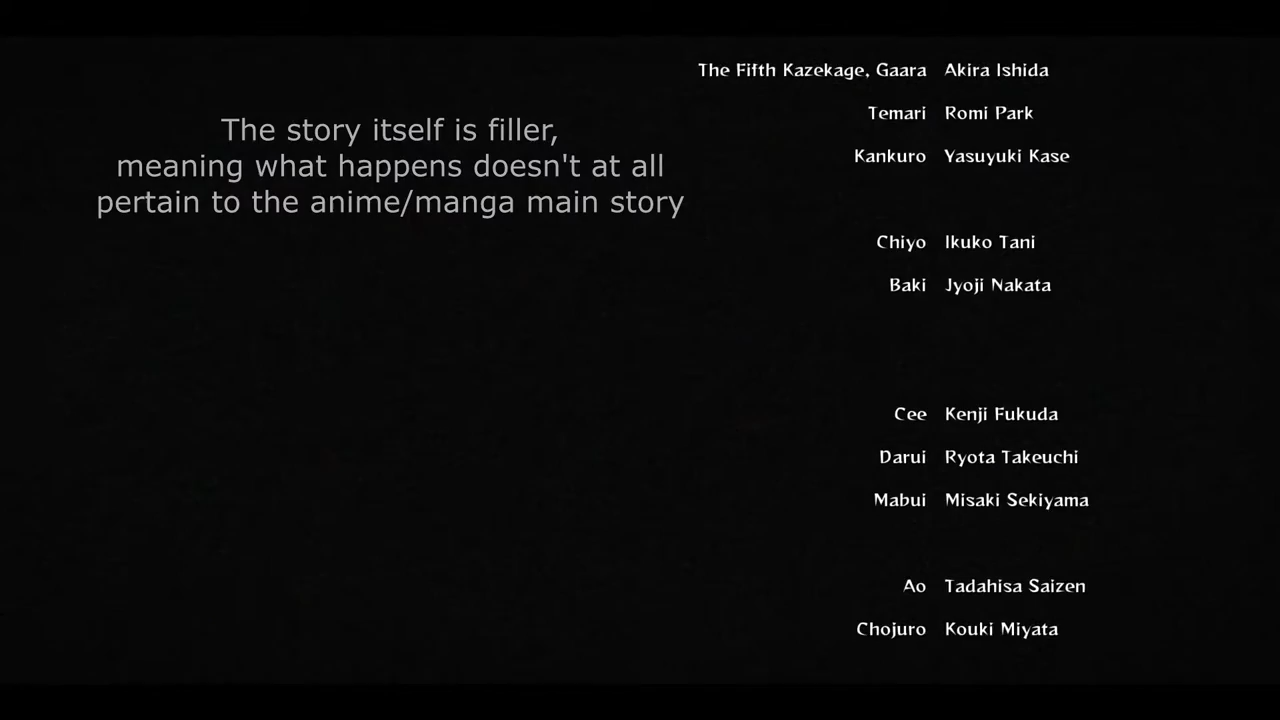 The story itself is filler,
meaning what happens doesn't at all
pertain to the anime/manga main story
The Fifth Kazekage, Gaara Akira Ishida
Temari Romi Park
Kankuro Yasuyuki Kase
Chiyo Ikuko Tani
Baki Jyoji Nakata
Cee Kenji Fukuda
Darui Ryota Takeuchi
Mabui Misaki Sekiyama
Ao Tadahisa Saizen
Chojuro Kouki Miyata